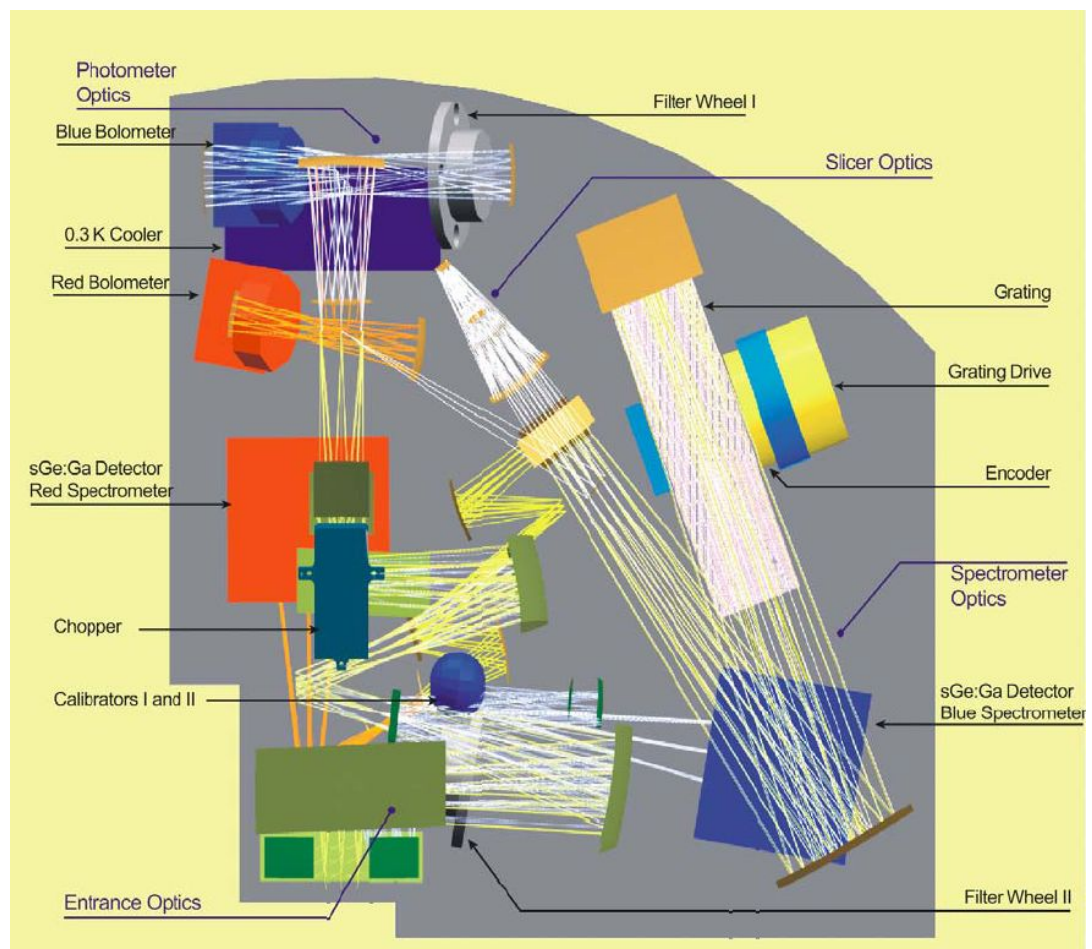 Photometer
Optics
Blue Bolometer
0.3 K Cooler
Red Bolometer
sGe:Ga Detector
Red Spectrometer
Chopper
Calibrators I and II
Entrance Optics
Filter Wheel I
Slicer Optics
Grating
Grating Drive
Encoder
Spectrometer
Optics
sGe:Ga Detector
Blue Spectrometer
Filter Wheel II